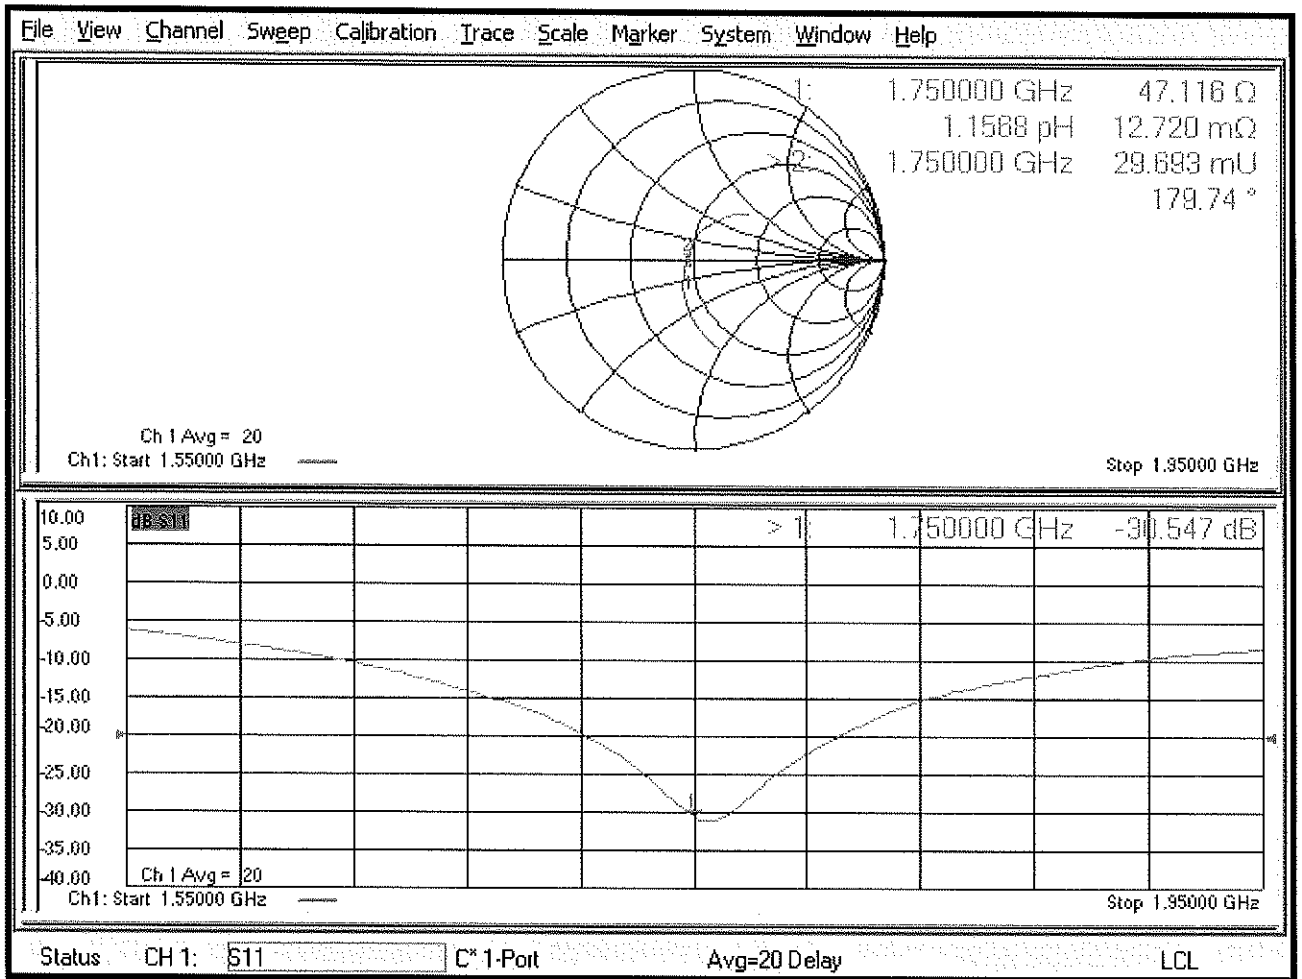 File View Channel Sweep Calibration Trace Scale Marker System Window Help
1: 1.750000 GHz 47.116 Ω
1.1568 pH 12.720 mΩ
> 2: 1.750000 GHz 29.693 mU
179.74 °
Ch 1 Avg = 20
Ch1: Start 1.55000 GHz
Stop 1.95000 GHz
dB S11
> 1: 1.750000 GHz -30.547 dB
10.00
5.00
0.00
-5.00
-10.00
-15.00
-20.00
-25.00
-30.00
1
-35.00
-40.00
Ch 1 Avg = 20
Ch1: Start 1.55000 GHz
Stop 1.95000 GHz
Status CH 1: S11 C* 1-Port Avg=20 Delay LCL